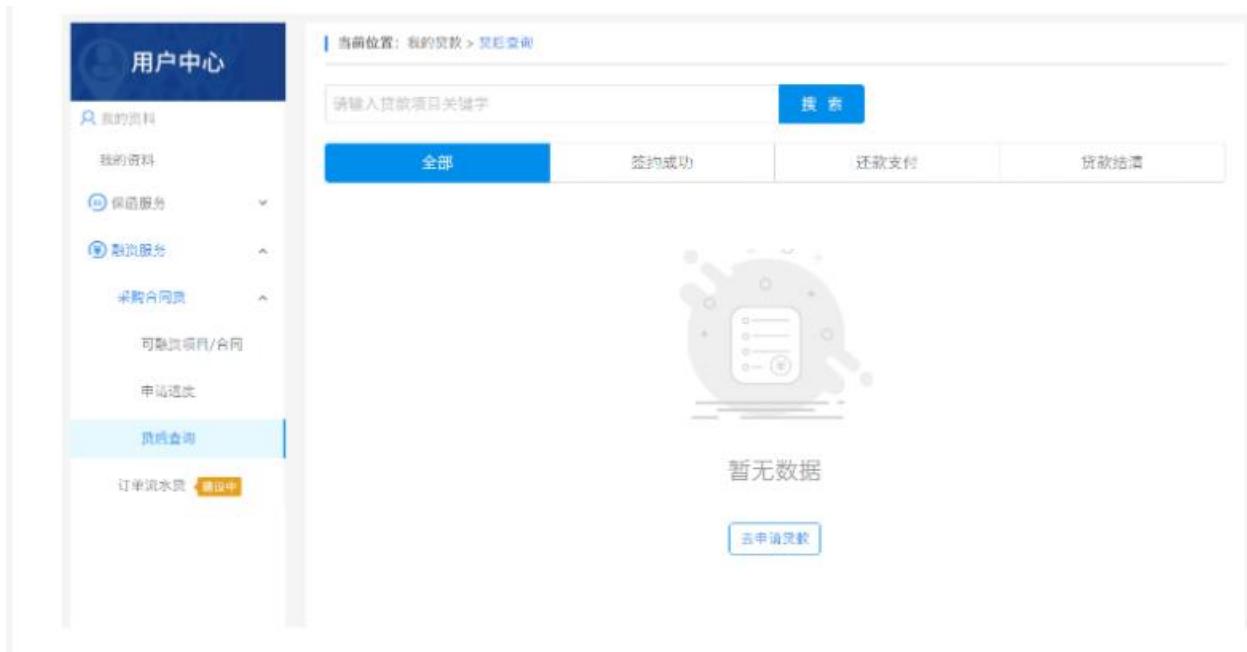 用户中心
当前位置：我的贷款 > 贷后查询
请输入贷款项目关键字
搜 索
我的资料
我的资料
全部
签约成功
还款支付
贷款结清
保函服务
融资服务
采购合同贷
可融资项目/合同
申请进度
贷后查询
订单流水贷 建设中
暂无数据
去申请贷款